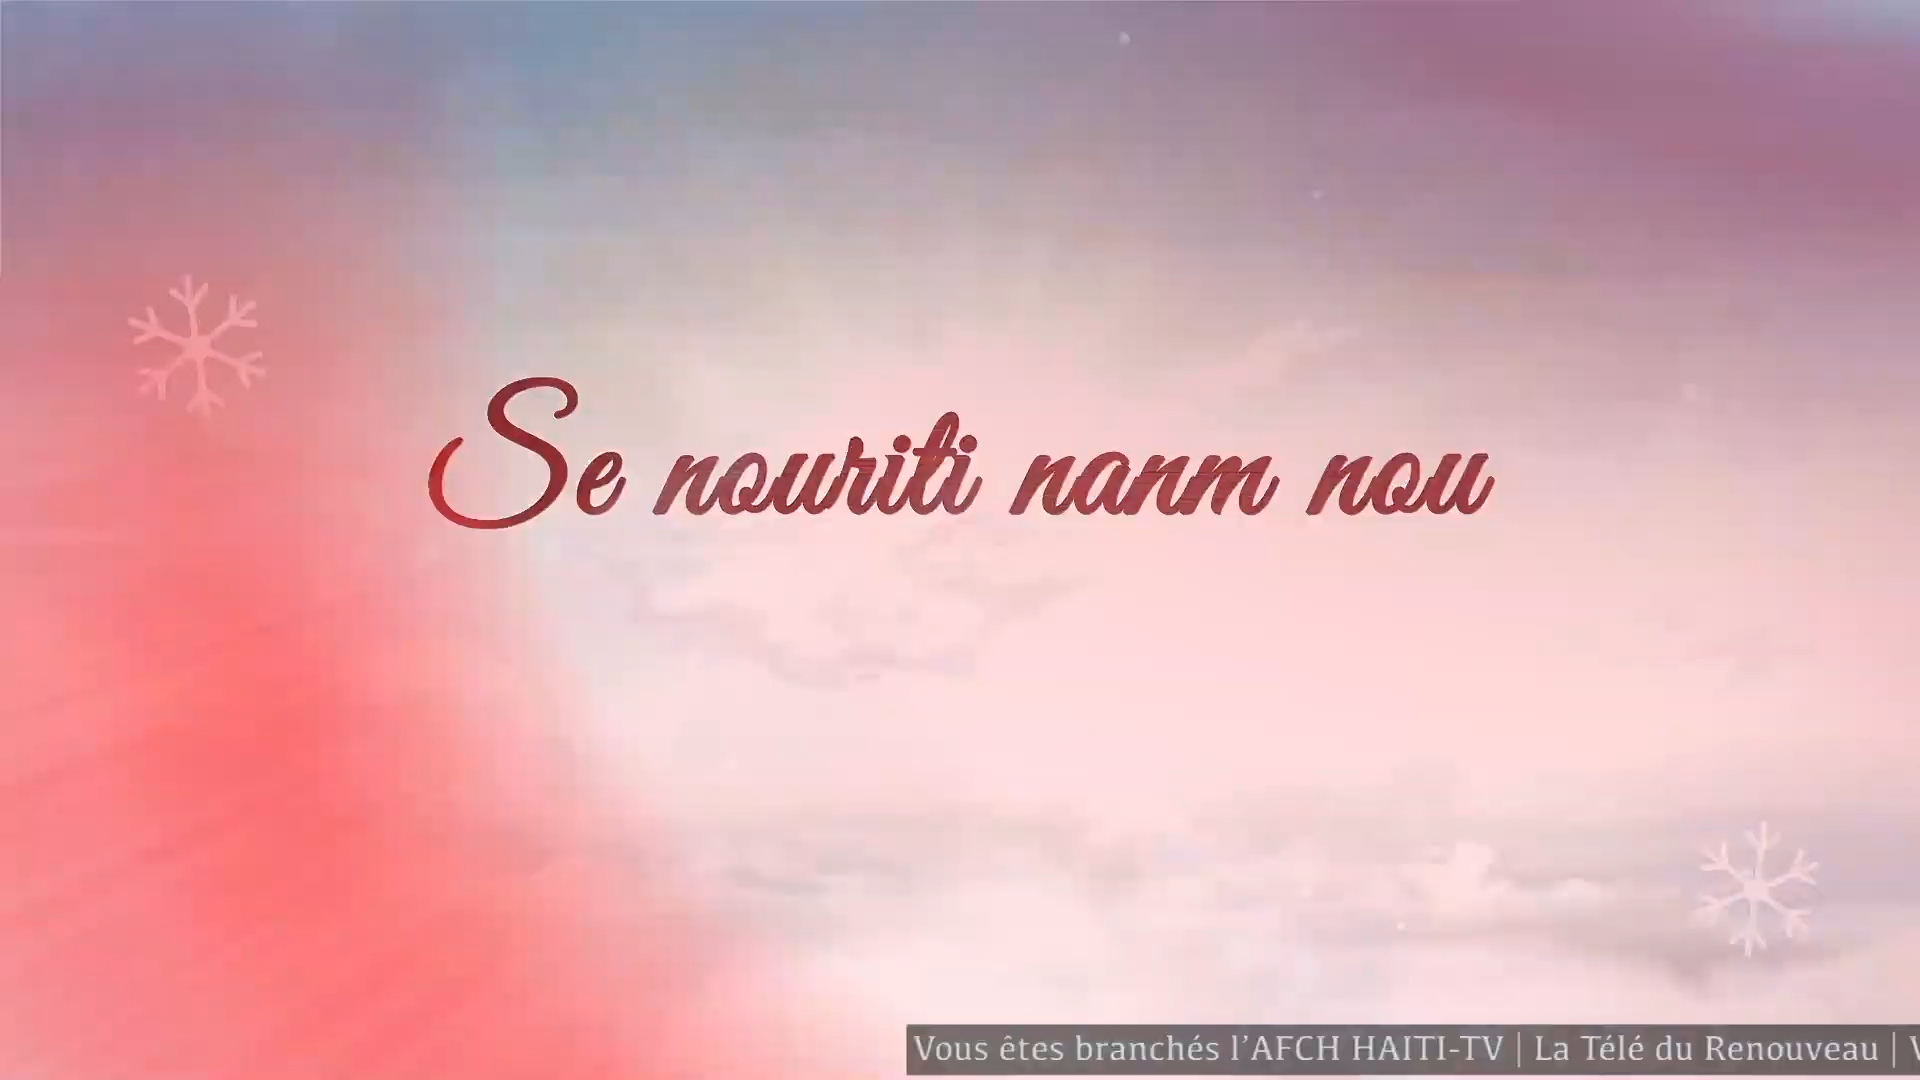 Se nouriti nanm nou
Vous êtes branchés l’AFCH HAITI-TV | La Télé du Renouveau |